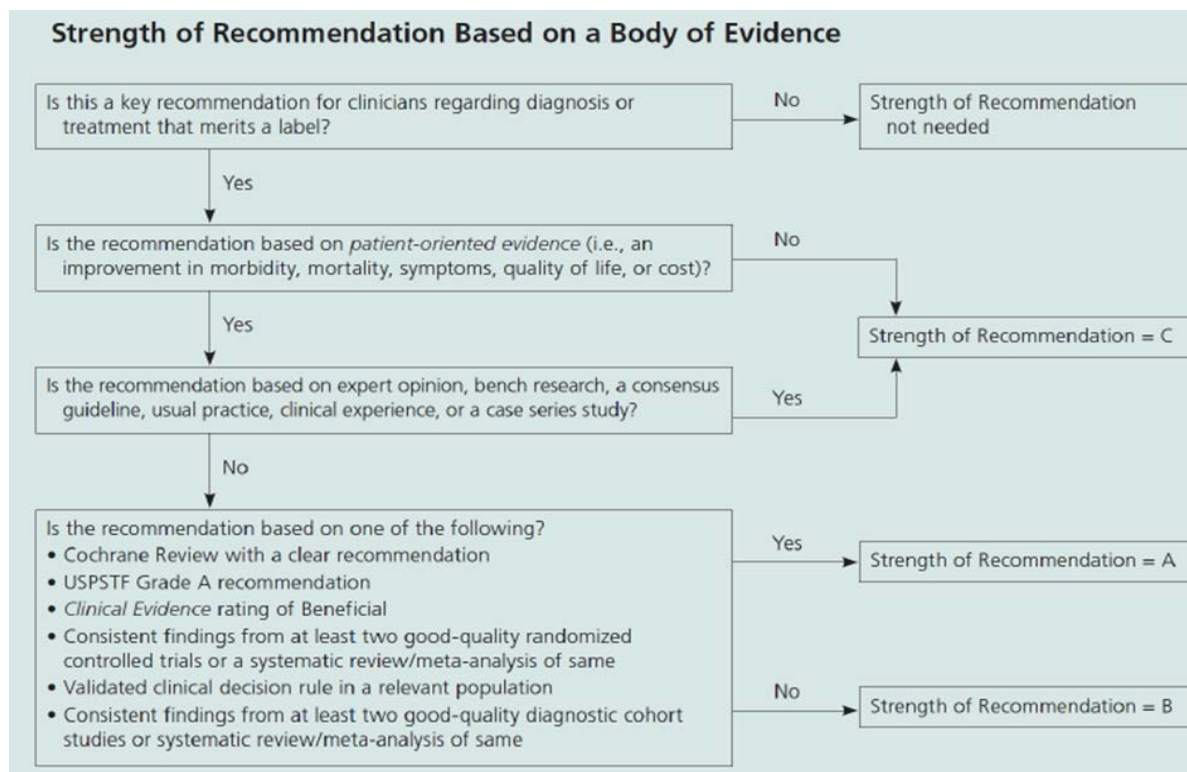 Strength of Recommendation Based on a Body of Evidence
Is this a key recommendation for clinicians regarding diagnosis or
treatment that merits a label?
No
Strength of Recommendation
not needed
Yes
Is the recommendation based on patient-oriented evidence (i.e., an
improvement in morbidity, mortality, symptoms, quality of life, or cost)?
No
Yes
Strength of Recommendation = C
Is the recommendation based on expert opinion, bench research, a consensus
guideline, usual practice, clinical experience, or a case series study?
Yes
No
Is the recommendation based on one of the following?
• Cochrane Review with a clear recommendation
• USPSTF Grade A recommendation
• Clinical Evidence rating of Beneficial
• Consistent findings from at least two good-quality randomized
controlled trials or a systematic review/meta-analysis of same
• Validated clinical decision rule in a relevant population
• Consistent findings from at least two good-quality diagnostic cohort
studies or systematic review/meta-analysis of same
Yes
Strength of Recommendation = A
No
Strength of Recommendation = B